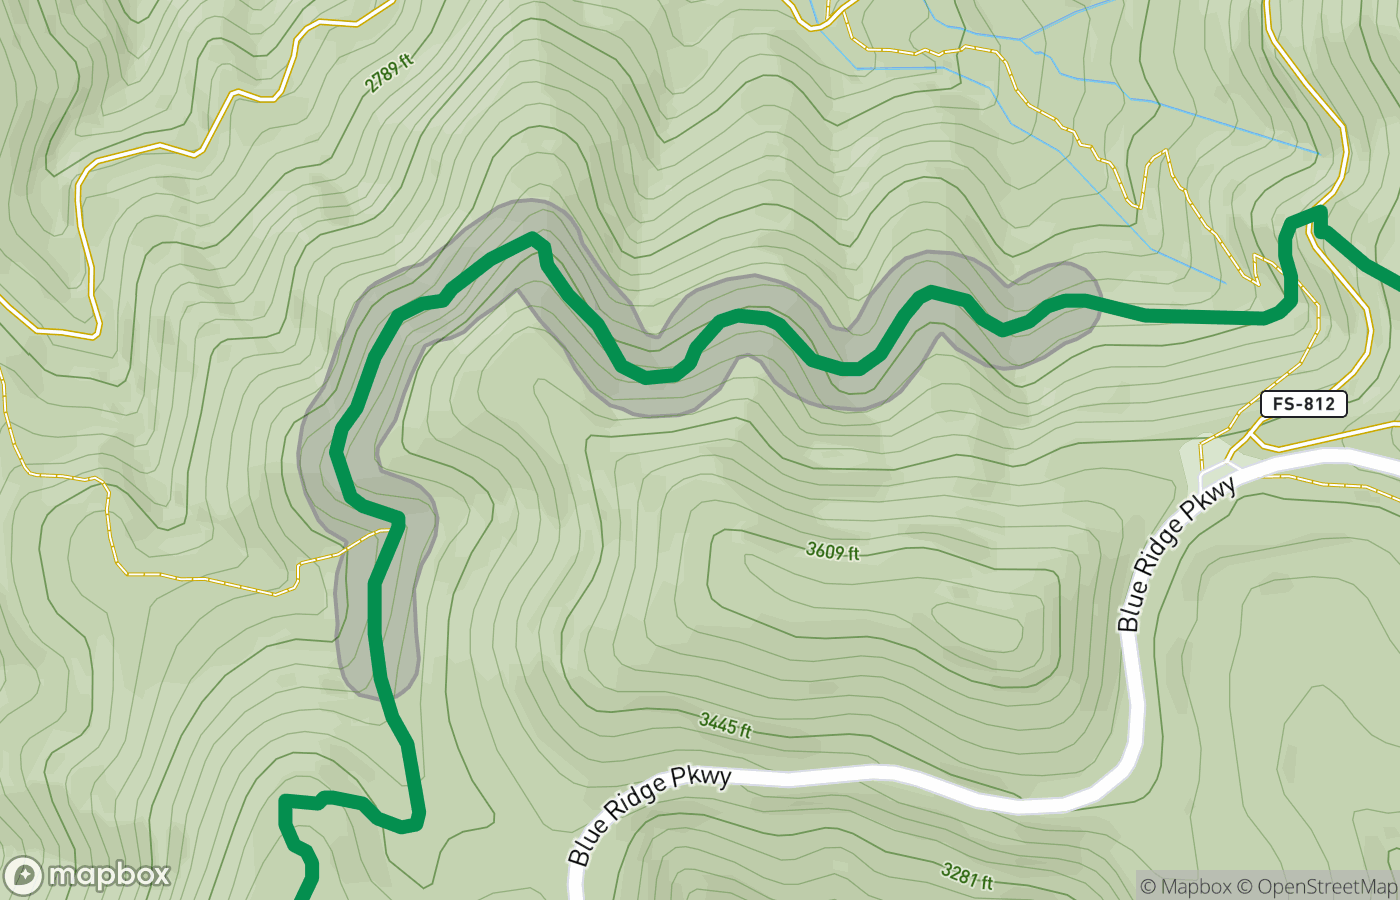 2789 ft
FS-812
Blue Ridge Pkwy
3609 ft
3445 ft
Blue Ridge Pkwy
3281 ft
mapbox
© Mapbox © OpenStreetMap